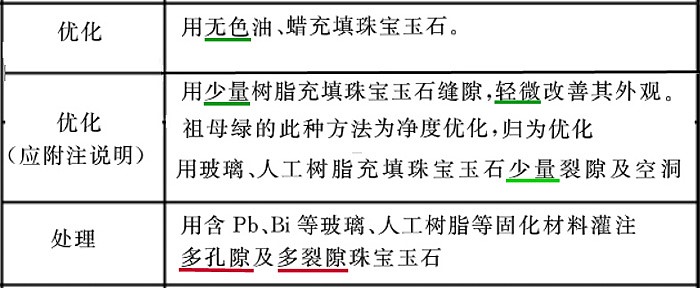 优化
用无色油、蜡充填珠宝玉石。
用少量树脂充填珠宝玉石缝隙,轻微改善其外观。
优化
(应附注说明)
祖母绿的此种方法为净度优化,归为优化
用玻璃、人工树脂充填珠宝玉石少量裂隙及空洞
处理
用含 Pb、Bi 等玻璃、人工树脂等固化材料灌注
多孔隙及多裂隙珠宝玉石